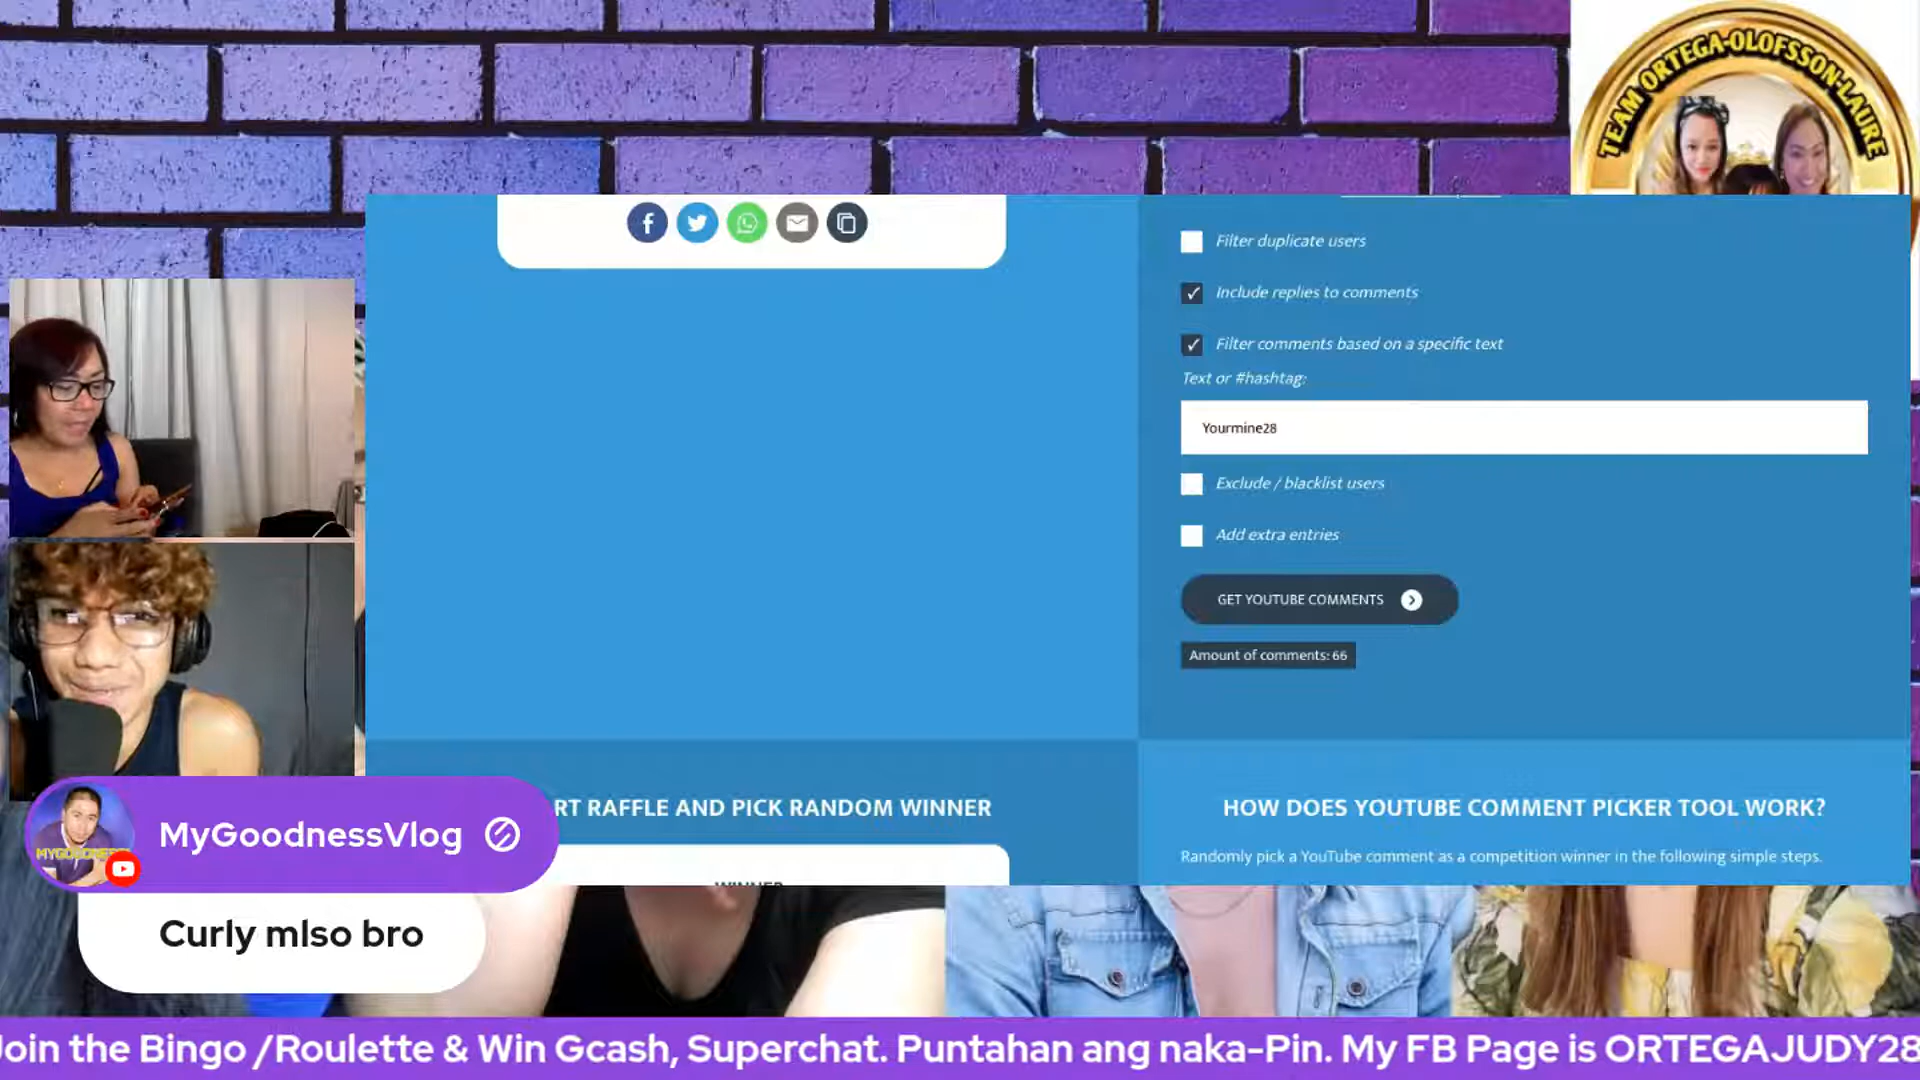 TEAM ORTEGA-OLOFSSON-LAURE
Filter duplicate users
Include replies to comments
Filter comments based on a specific text
Text or #hashtag:
Yourmine28
Exclude / blacklist users
Add extra entries
GET YOUTUBE COMMENTS
Amount of comments: 66
RT RAFFLE AND PICK RANDOM WINNER
WINNER
HOW DOES YOUTUBE COMMENT PICKER TOOL WORK?
Randomly pick a YouTube comment as a competition winner in the following simple steps.
MyGoodnessVlog
Curly mlso bro
Join the Bingo /Roulette & Win Gcash, Superchat. Puntahan ang naka-Pin. My FB Page is ORTEGAJUDY28